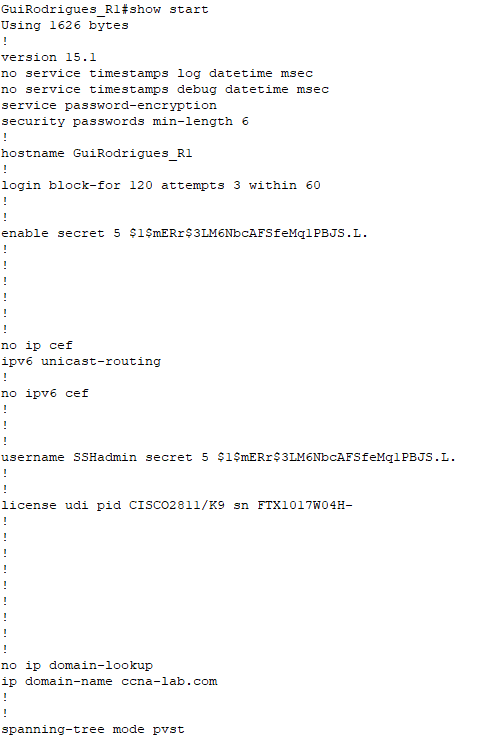 GuiRodrigues_R1#show start
Using 1626 bytes
!
version 15.1
no service timestamps log datetime msec
no service timestamps debug datetime msec
service password-encryption
security passwords min-length 6
!
hostname GuiRodrigues_R1
!
login block-for 120 attempts 3 within 60
!
!
enable secret 5 $1$mERr$3LM6NbcAFSfeMq1PBJS.L.
!
!
!
!
!
!
no ip cef
ipv6 unicast-routing
!
no ipv6 cef
!
!
!
username SSHadmin secret 5 $1$mERr$3LM6NbcAFSfeMq1PBJS.L.
!
!
license udi pid CISCO2811/K9 sn FTX1017W04H-
!
!
!
!
!
!
!
!
!
no ip domain-lookup
ip domain-name ccna-lab.com
!
!
spanning-tree mode pvst